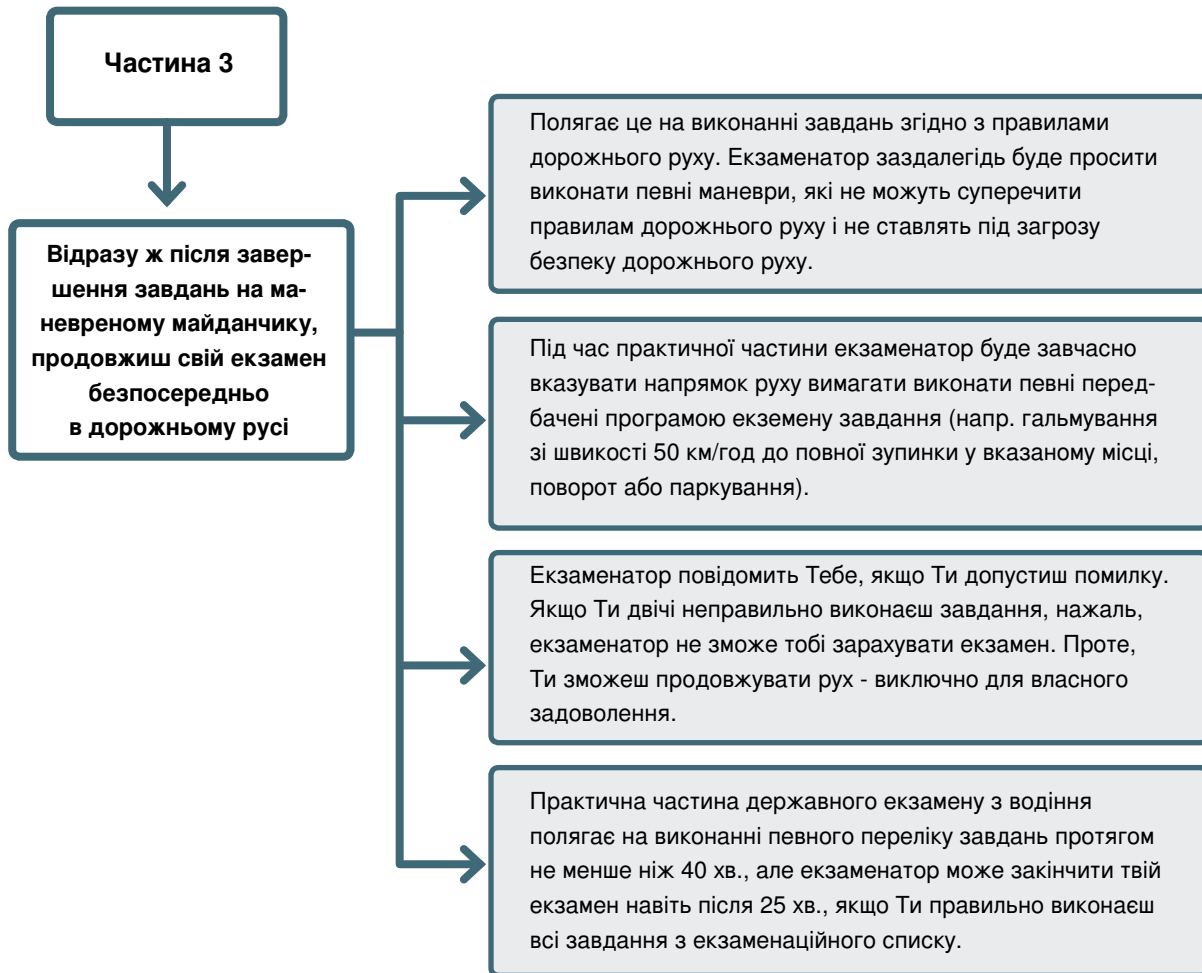 Частина 3
Відразу ж після завер-
шення завдань на ма-
невреному майданчику,
продовжиш свій екзамен
безпосередньо
в дорожньому русі
Полягає це на виконанні завдань згідно з правилами
дорожнього руху. Екзаменатор заздалегідь буде просити
виконати певні маневри, які не можуть суперечити
правилам дорожнього руху і не ставлять під загрозу
безпеку дорожнього руху.
Під час практичної частини екзаменатор буде завчасно
вказувати напрямок руху вимагати виконати певні перед-
бачені програмою екземену завдання (напр. гальмування
зі швикості 50 км/год до повної зупинки у вказаному місці,
поворот або паркування).
Екзаменатор повідомить Тебе, якщо Ти допустиш помилку.
Якщо Ти двічі неправильно виконаєш завдання, нажаль,
екзаменатор не зможе тобі зарахувати екзамен. Проте,
Ти зможеш продовжувати рух - виключно для власного
задоволення.
Практична частина державного екзамену з водіння
полягає на виконанні певного переліку завдань протягом
не менше ніж 40 хв., але екзаменатор може закінчити твій
екзамен навіть після 25 хв., якщо Ти правильно виконаєш
всі завдання з екзаменаційного списку.